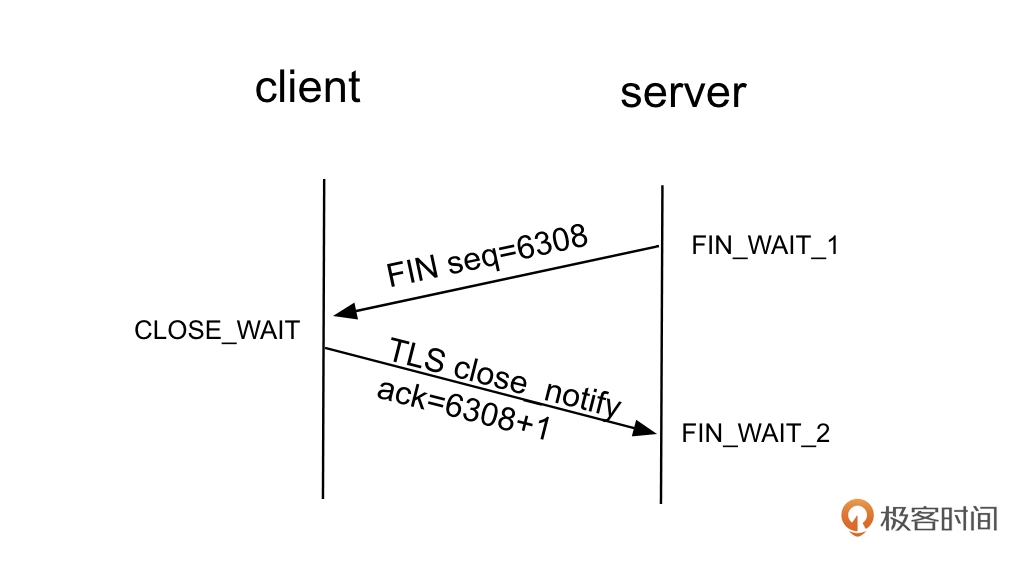 client
server
FIN seq=6308
FIN_WAIT_1
CLOSE_WAIT
TLS close_notify
ack=6308+1
FIN_WAIT_2
极客时间